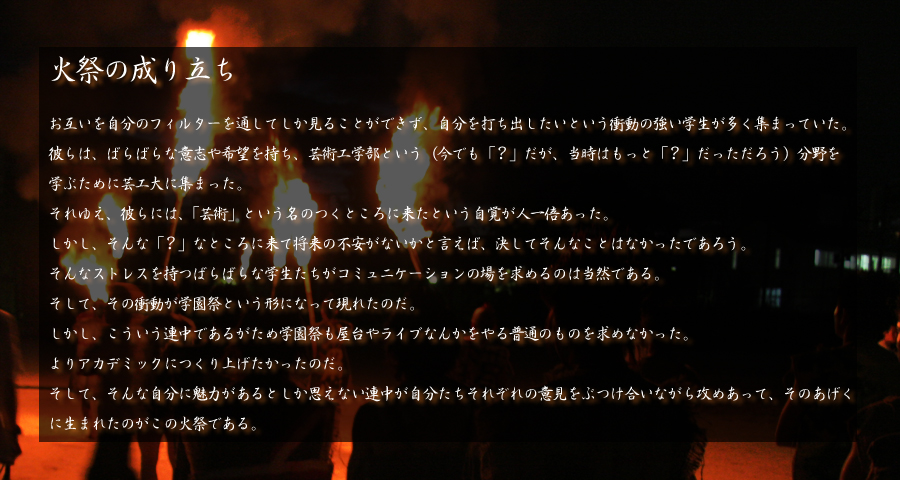 火祭の成り立ち
お互いを自分のフィルターを通してしか見ることができず、自分を打ち出したいという衝動の強い学生が多く集まっていた。
彼らは、ばらばらな意志や希望を持ち、芸術工学部という（今でも「？」だが、当時はもっと「？」だっただろう）分野を
学ぶために芸工大に集まった。
それゆえ、彼らには、「芸術」という名のつくところに来たという自覚が人一倍あった。
しかし、そんな「？」なところに来て将来の不安がないかと言えば、決してそんなことはなかったであろう。
そんなストレスを持つばらばらな学生たちがコミュニケーションの場を求めるのは当然である。
そして、その衝動が学園祭という形になって現れたのだ。
しかし、こういう連中であるがため学園祭も屋台やライブなんかをやる普通のものを求めなかった。
よりアカデミックにつくり上げたかったのだ。
そして、そんな自分に魅力があるとしか思えない連中が自分たちそれぞれの意見をぶつけ合いながら攻めあって、そのあげく
に生まれたのがこの火祭である。